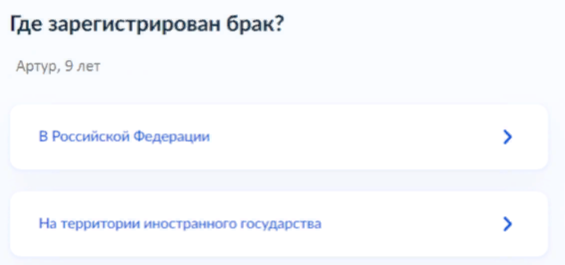 Где зарегистрирован брак?
Артур, 9 лет
В Российской Федерации
На территории иностранного государства